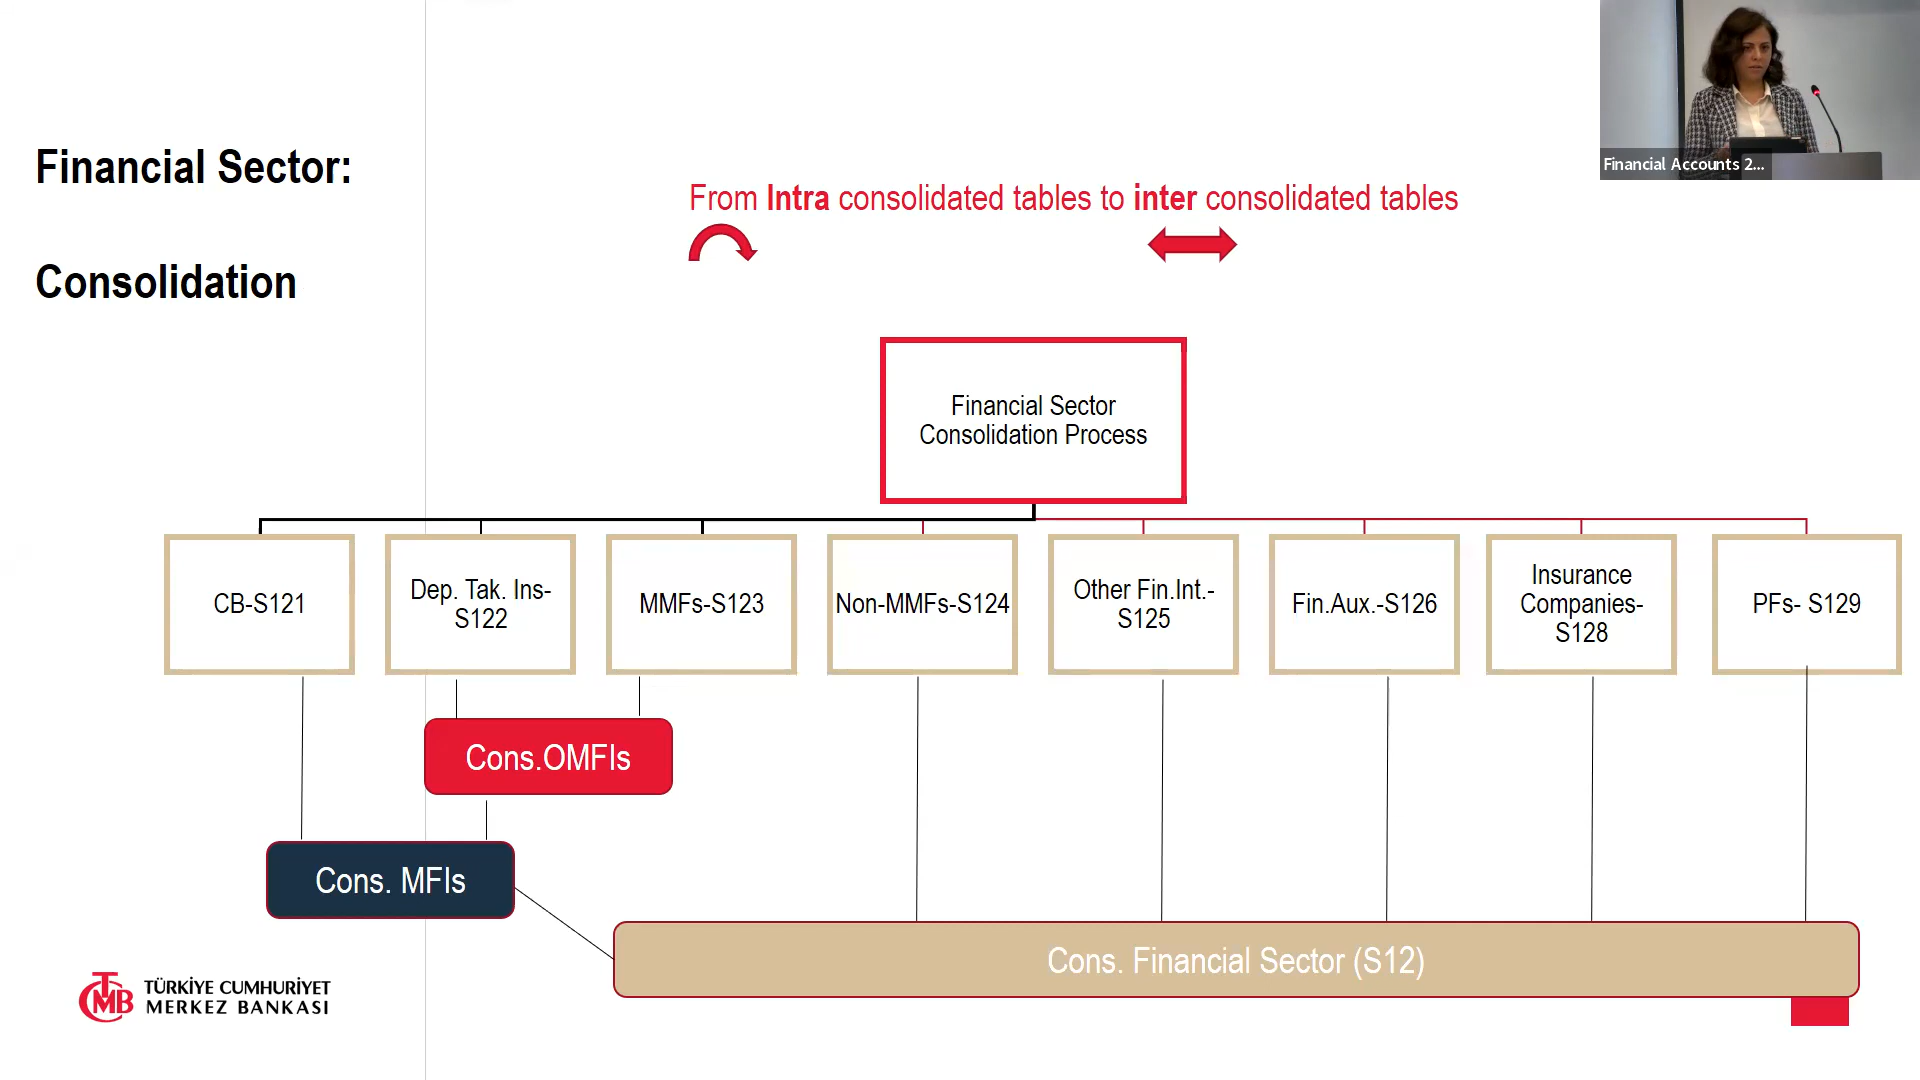 Financial Sector:
Consolidation
From Intra consolidated tables to inter consolidated tables
Financial Accounts 2...
Financial Sector
Consolidation Process
CB-S121
Dep. Tak. Ins-
S122
MMFs-S123
Non-MMFs-S124
Other Fin.Int.-
S125
Fin.Aux.-S126
Insurance
Companies-
S128
PFs- S129
Cons.OMFIs
Cons. MFIs
Cons. Financial Sector (S12)
TCMB
TÜRKİYE CUMHURİYET
MERKEZ BANKASI